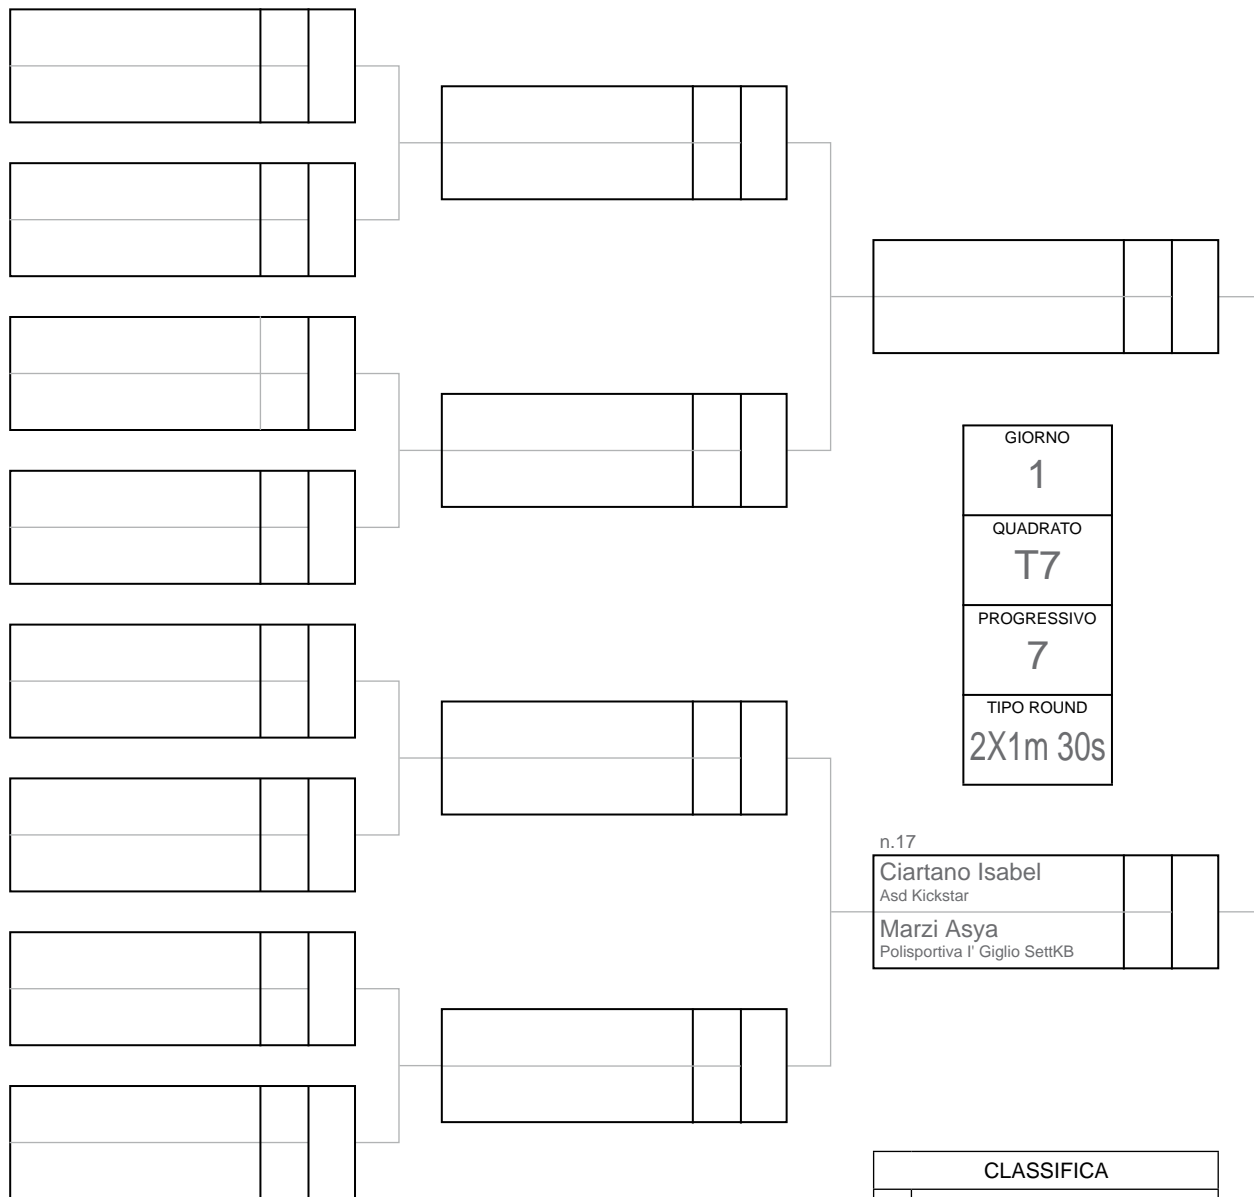 GIORNO
1
QUADRATO
T7
PROGRESSIVO
7
TIPO ROUND
2X1m 30s
n.17
Ciartano Isabel
Asd Kickstar
Marzi Asya
Polisportiva I' Giglio SettKB
CLASSIFICA